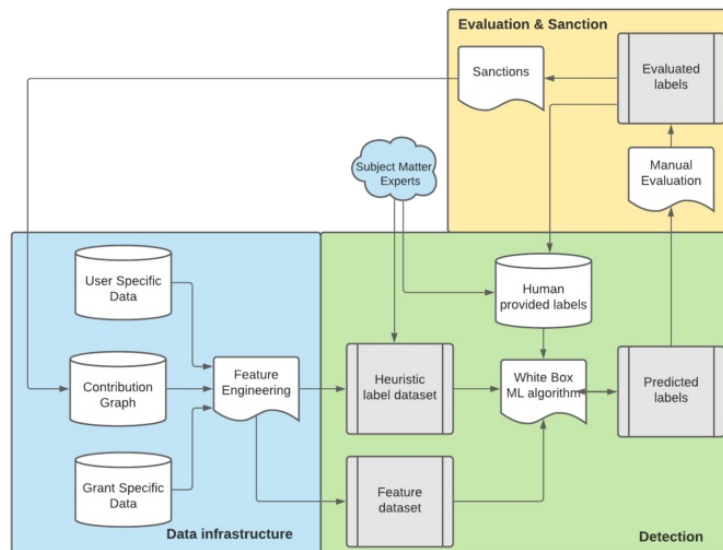 Evaluation & Sanction
Sanctions
Evaluated
labels
Subject Matter
Experts
Manual
Evaluation
User Specific
Data
Human
provided labels
Contribution
Graph
Feature
Engineering
Heuristic
label dataset
White Box
ML algorithm
Predicted
labels
Grant Specific
Data
Feature
dataset
Data infrastructure
Detection